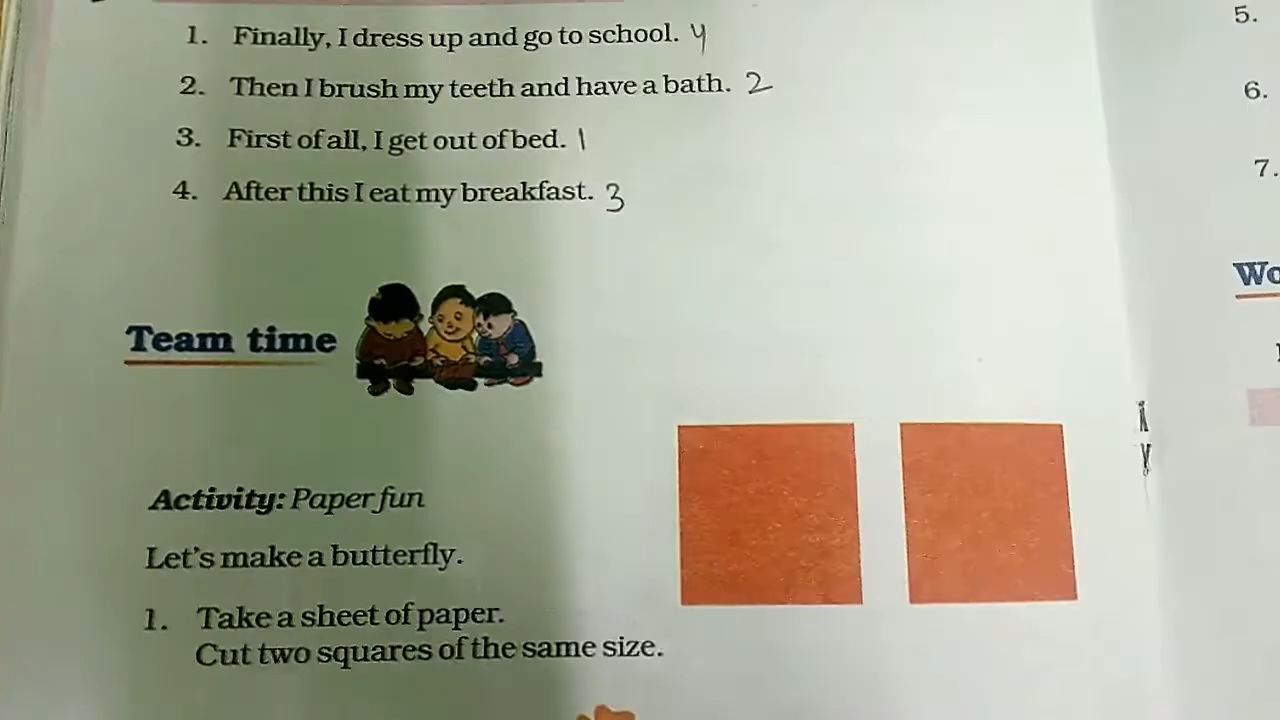 1. Finally, I dress up and go to school. 4
2. Then I brush my teeth and have a bath. 2
3. First of all, I get out of bed. 1
4. After this I eat my breakfast. 3
Team time
Activity: Paper fun
Let's make a butterfly.
1. Take a sheet of paper.
Cut two squares of the same size.
5.
6.
7.
Wo